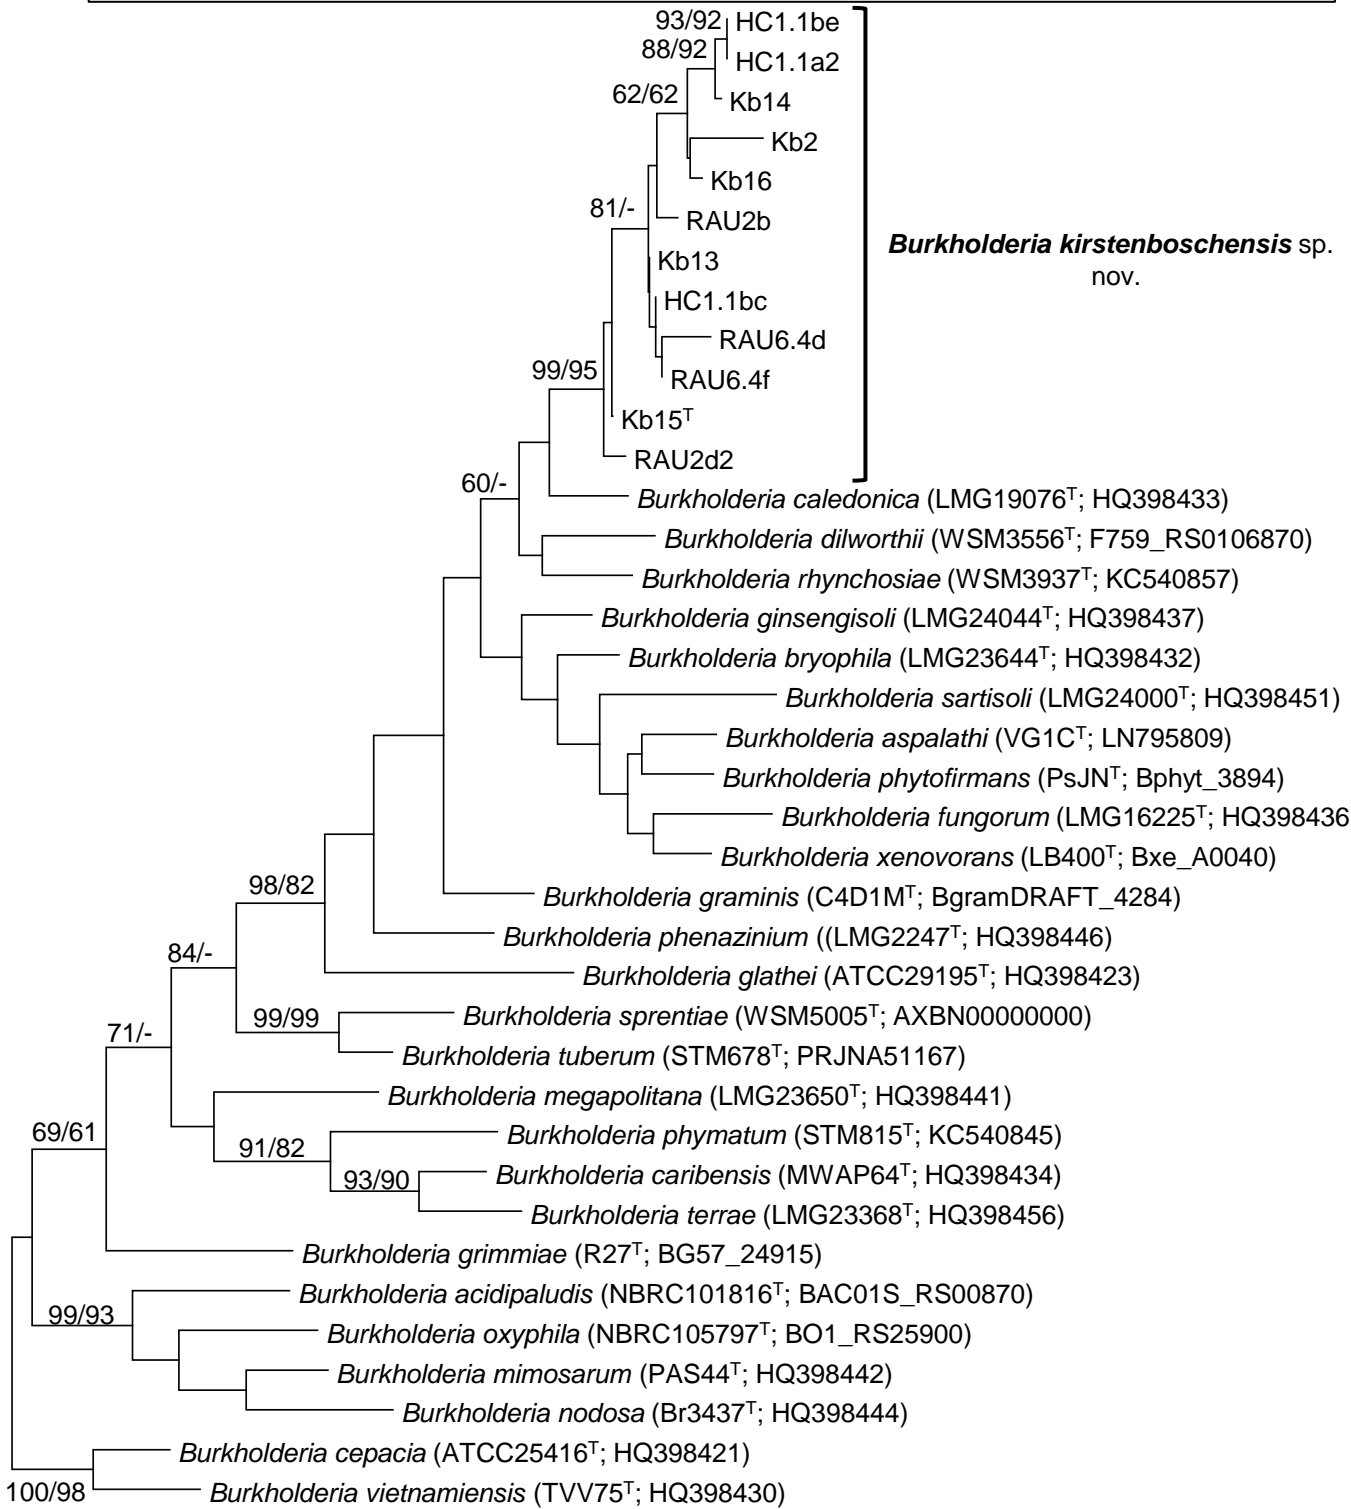 93/92
HC1.1be
88/92
HC1.1a2
62/62
Kb14
Kb2
Kb16
81/-
RAU2b
Burkholderia kirstenboschensis sp.
nov.
Kb13
HC1.1bc
RAU6.4d
99/95
RAU6.4f
Kb15ᵀ
RAU2d2
60/-
Burkholderia caledonica (LMG19076ᵀ; HQ398433)
Burkholderia dilworthii (WSM3556ᵀ; F759_RS0106870)
Burkholderia rhynchosiae (WSM3937ᵀ; KC540857)
Burkholderia ginsengisoli (LMG24044ᵀ; HQ398437)
Burkholderia bryophila (LMG23644ᵀ; HQ398432)
Burkholderia sartisoli (LMG24000ᵀ; HQ398451)
Burkholderia aspalathi (VG1Cᵀ; LN795809)
Burkholderia phytofirmans (PsJNᵀ; Bphyt_3894)
Burkholderia fungorum (LMG16225ᵀ; HQ398436
Burkholderia xenovorans (LB400ᵀ; Bxe_A0040)
98/82
Burkholderia graminis (C4D1Mᵀ; BgramDRAFT_4284)
Burkholderia phenazinium ((LMG2247ᵀ; HQ398446)
84/-
Burkholderia glathei (ATCC29195ᵀ; HQ398423)
99/99
Burkholderia sprentiae (WSM5005ᵀ; AXBN00000000)
71/-
Burkholderia tuberum (STM678ᵀ; PRJNA51167)
Burkholderia megapolitana (LMG23650ᵀ; HQ398441)
69/61
Burkholderia phymatum (STM815ᵀ; KC540845)
91/82
Burkholderia caribensis (MWAP64ᵀ; HQ398434)
93/90
Burkholderia terrae (LMG23368ᵀ; HQ398456)
Burkholderia grimmiae (R27ᵀ; BG57_24915)
Burkholderia acidipaludis (NBRC101816ᵀ; BAC01S_RS00870)
99/93
Burkholderia oxyphila (NBRC105797ᵀ; BO1_RS25900)
Burkholderia mimosarum (PAS44ᵀ; HQ398442)
Burkholderia nodosa (Br3437ᵀ; HQ398444)
Burkholderia cepacia (ATCC25416ᵀ; HQ398421)
100/98
Burkholderia vietnamiensis (TVV75ᵀ; HQ398430)